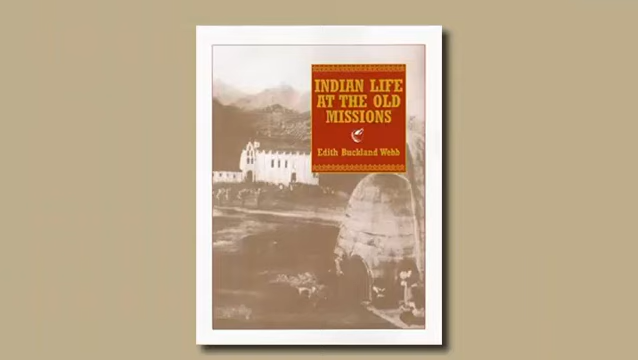 INDIAN LIFE
AT THE OLD
MISSIONS
Edith Buckland Webb